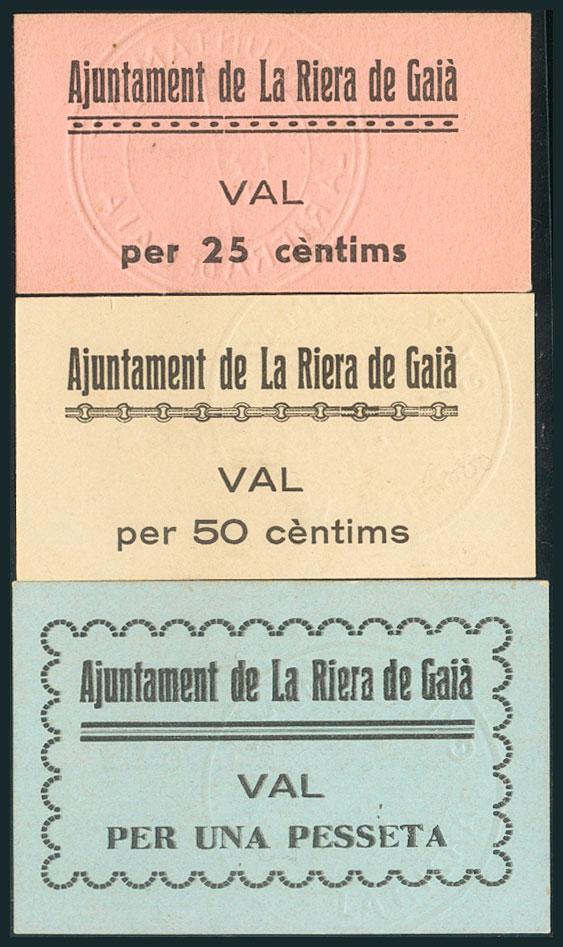 Ajuntament de La Riera de Gaià
VAL
per 25 cèntims
Ajuntament de La Riera de Gaià
VAL
per 50 cèntims
Ajuntament de La Riera de Gaià
VAL
PER UNA PESSETA